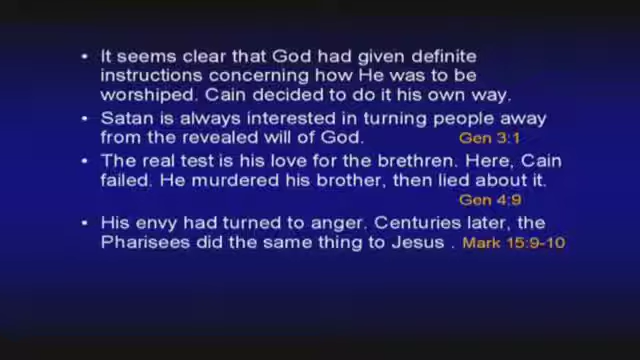 • It seems clear that God had given definite
instructions concerning how He was to be
worshiped. Cain decided to do it his own way.
• Satan is always interested in turning people away
from the revealed will of God. Gen 3:1
• The real test is his love for the brethren. Here, Cain
failed. He murdered his brother, then lied about it.
Gen 4:9
• His envy had turned to anger. Centuries later, the
Pharisees did the same thing to Jesus . Mark 15:9-10